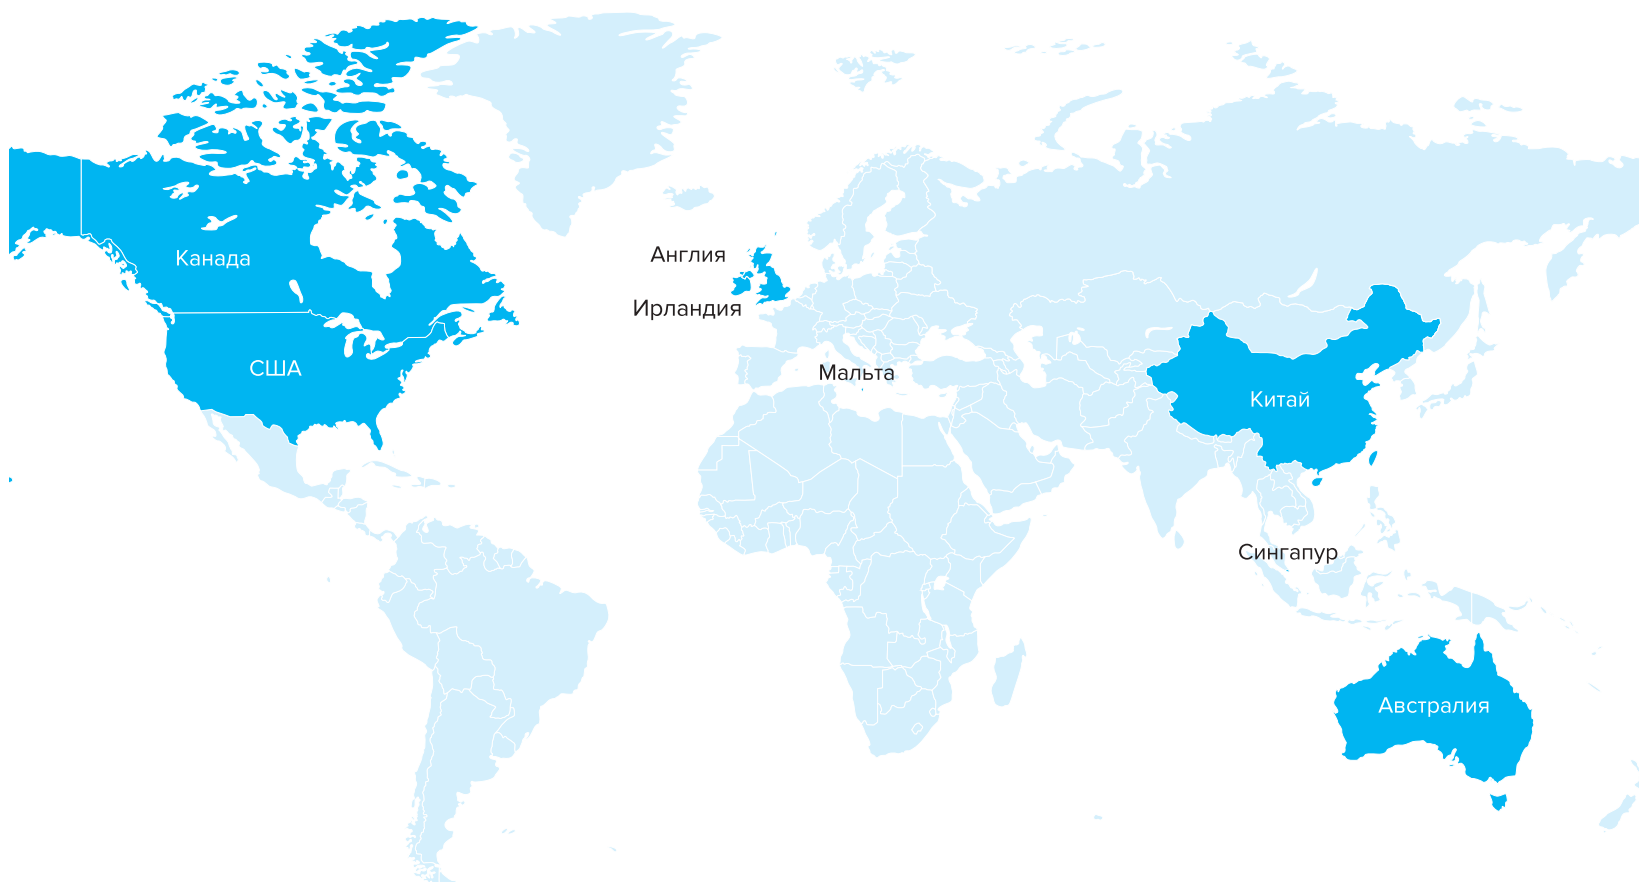 Англия
Канада
Ирландия
США
Мальта
Китай
Сингапур
Австралия